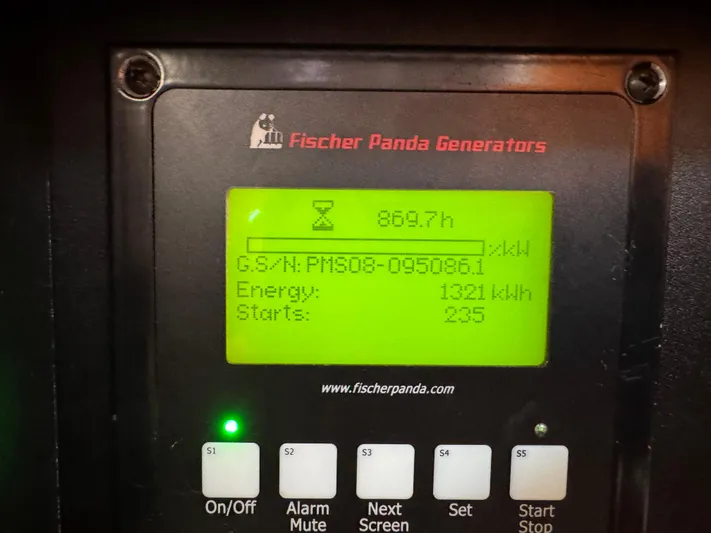 Fischer Panda Generators
869.7h
%kW
G.S/N: PMS08-095086.1
Energy: 1321 kWh
Starts: 235
www.fischerpanda.com
S1 S2 S3 S4 S5
On/Off Alarm Mute Next Screen Set Start Stop